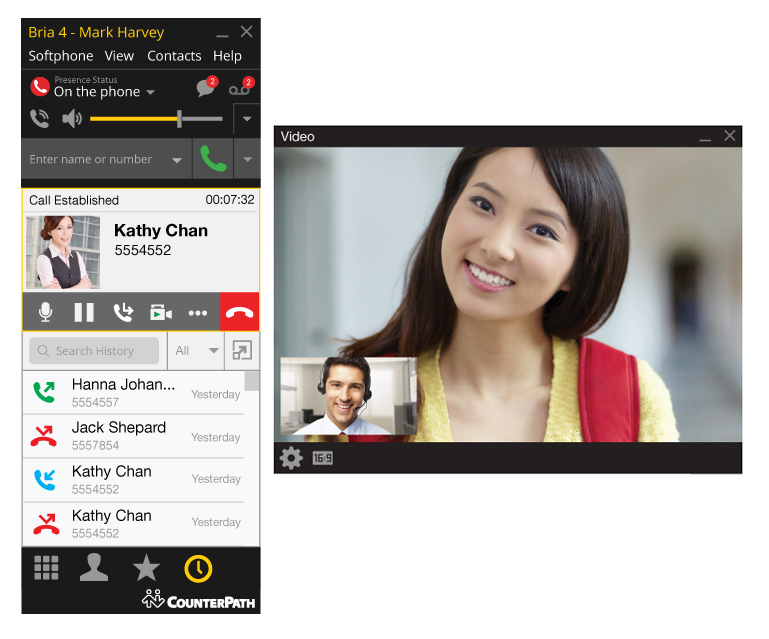 Bria 4 - Mark Harvey
Softphone View Contacts Help
Presence Status
On the phone
2
2
Enter name or number
Call Established 00:07:32
Kathy Chan
5554552
Search History All
Hanna Johan...
5554557
Yesterday
Jack Shepard
5557854
Yesterday
Kathy Chan
5554552
Yesterday
Kathy Chan
5554552
Yesterday
COUNTERPATH
Video
16:9